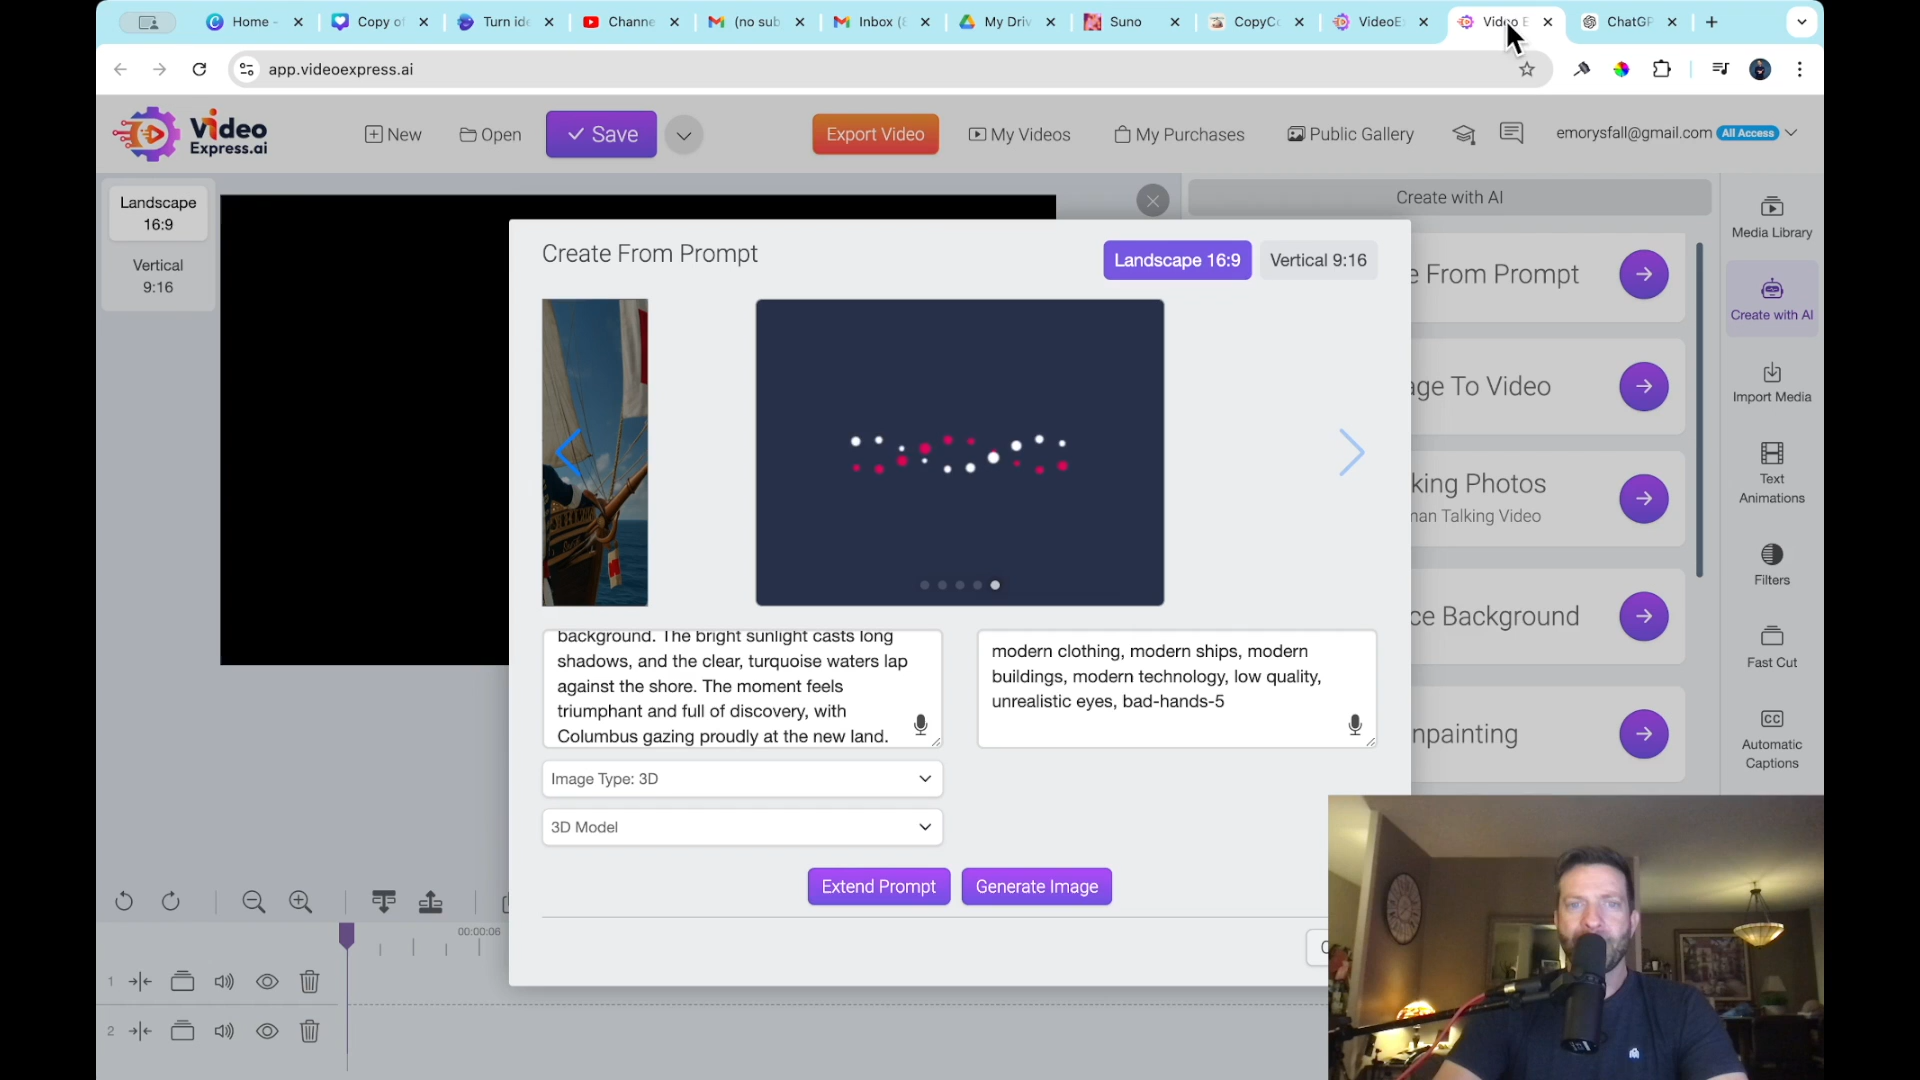 Home -
Copy of
Turn ide
Channe
(no sub
Inbox (8
My Driv
Suno
CopyCo
VideoE
Video E
ChatGP
app.videoexpress.ai
Video
Express.ai
New
Open
Save
Export Video
My Videos
My Purchases
Public Gallery
emorysfall@gmail.com
All Access
Landscape
16:9
Vertical
9:16
Create From Prompt
Landscape 16:9
Vertical 9:16
background. The bright sunlight casts long
shadows, and the clear, turquoise waters lap
against the shore. The moment feels
triumphant and full of discovery, with
Columbus gazing proudly at the new land.
modern clothing, modern ships, modern
buildings, modern technology, low quality,
unrealistic eyes, bad-hands-5
Image Type: 3D
3D Model
Extend Prompt
Generate Image
Create with AI
e From Prompt
age To Video
king Photos
man Talking Video
ce Background
npainting
Media Library
Create with AI
Import Media
Text
Animations
Filters
Fast Cut
CC
Automatic
Captions
00:00:06
1
2